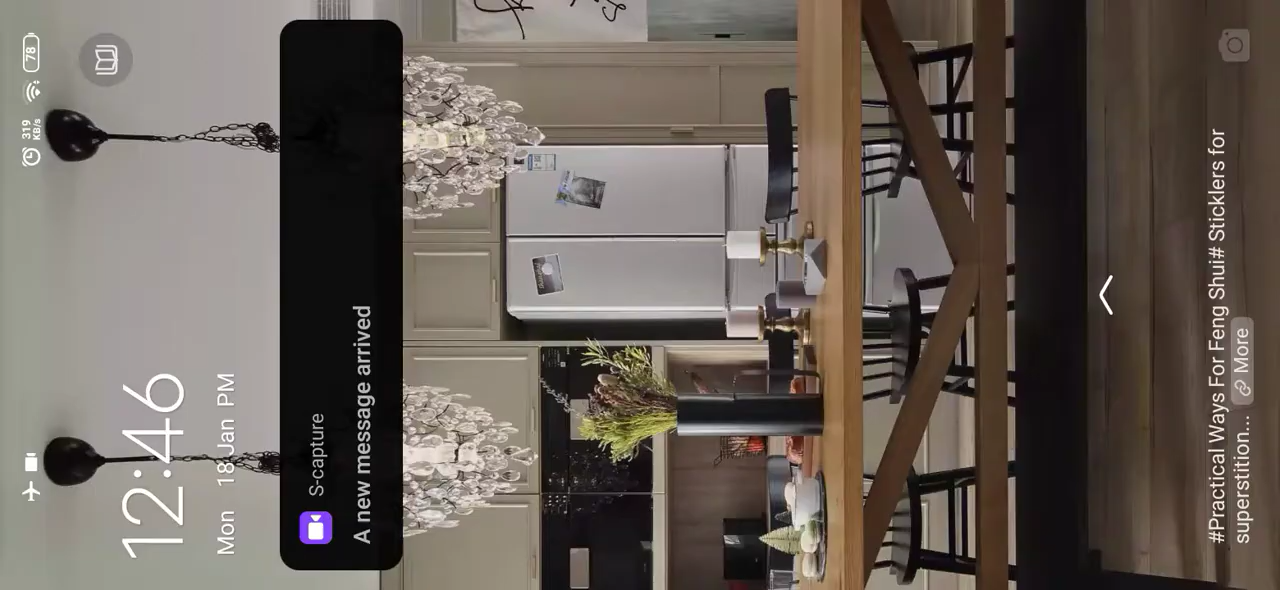 319
KB/s
78
12:46
Mon 18 Jan PM
S-capture
A new message arrived
#Practical Ways For Feng Shui# Sticklers for
superstition... More